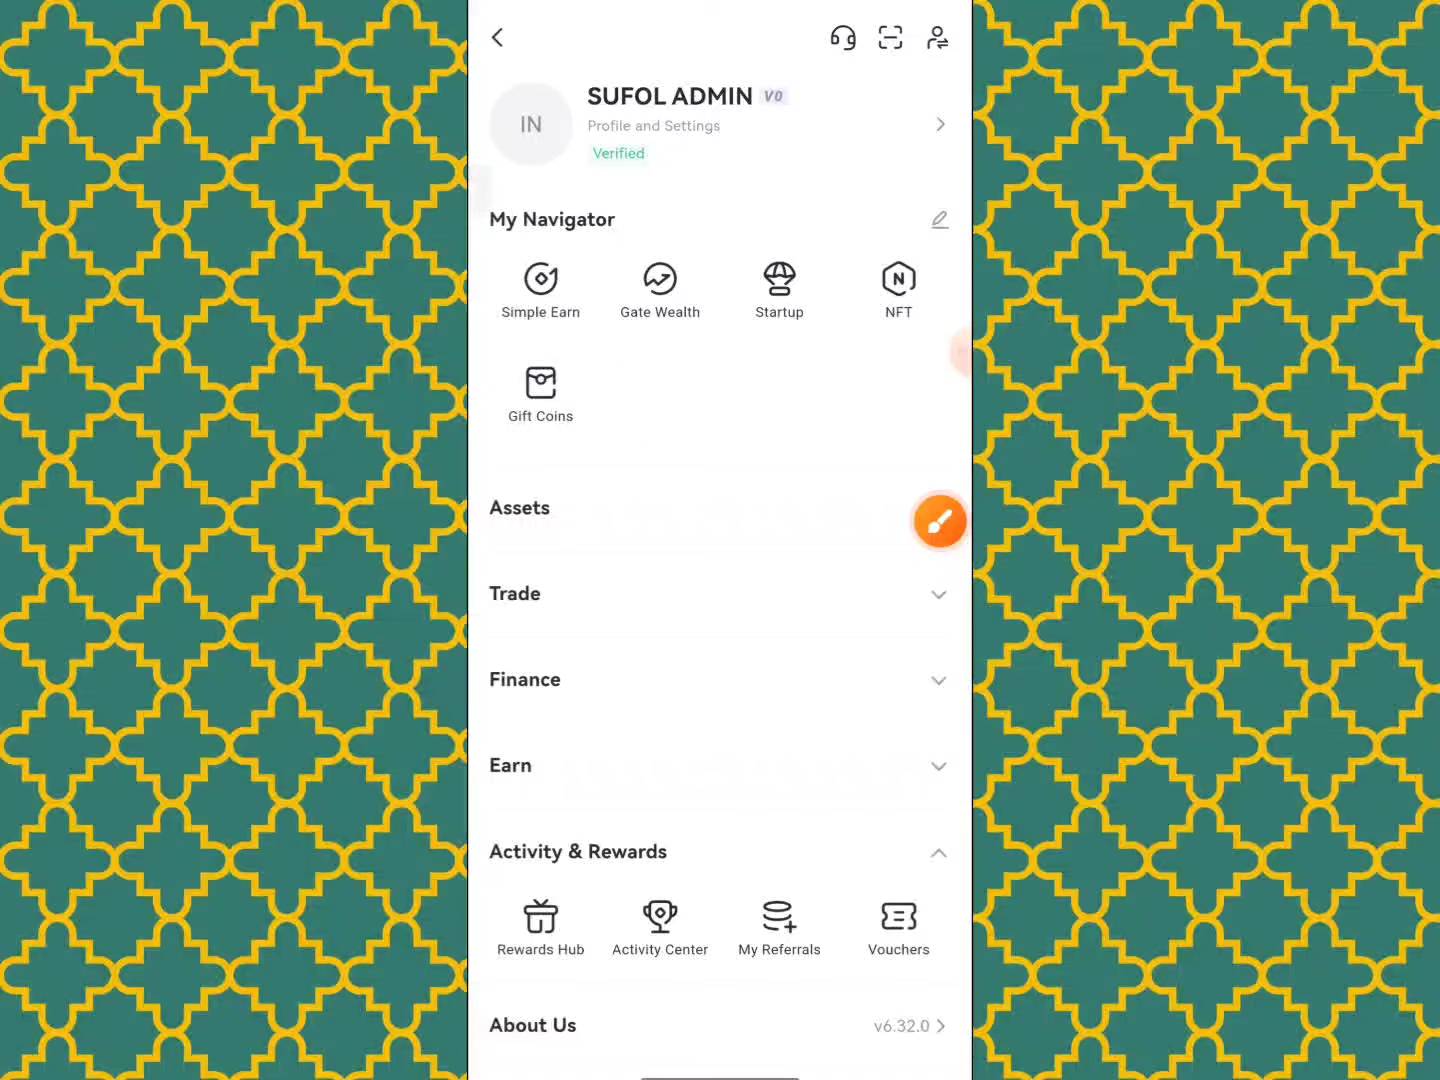 SUFOL ADMIN V0
IN
Profile and Settings
Verified
My Navigator
Simple Earn Gate Wealth Startup NFT
Gift Coins
Assets
Trade
Finance
Earn
Activity & Rewards
Rewards Hub Activity Center My Referrals Vouchers
About Us v6.32.0